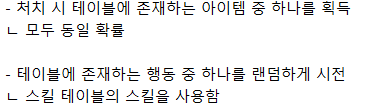 - 처치 시 테이블에 존재하는 아이템 중 하나를 획득
ㄴ 모두 동일 확률
- 테이블에 존재하는 행동 중 하나를 랜덤하게 시전
ㄴ 스킬 테이블의 스킬을 사용함